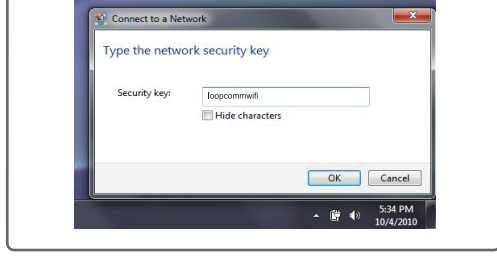 Connect to a Network
Type the network security key
Security key:
loopcommwifi
Hide characters
OK
Cancel
5:34 PM
10/4/2010